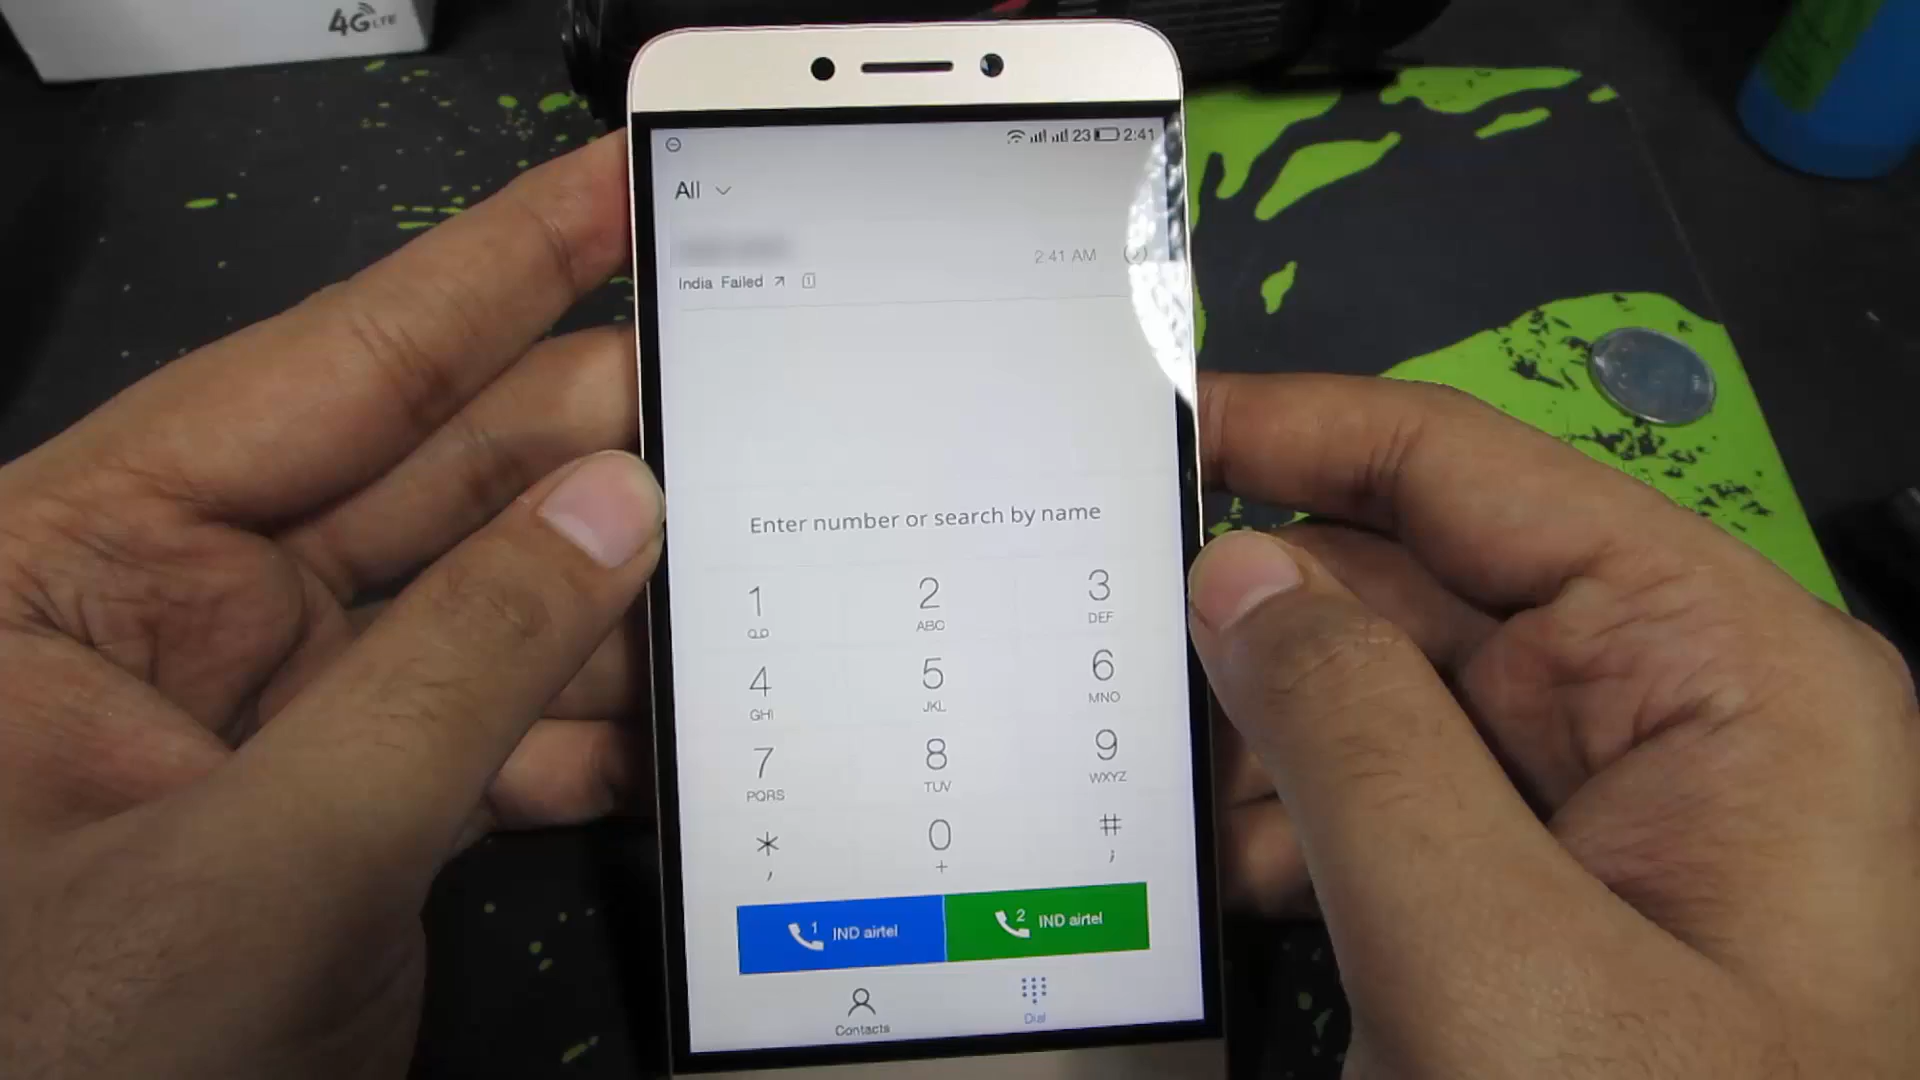 4G LTE
23 2:41
All
2:41 AM
India Failed 1
Enter number or search by name
1 2 ABC 3 DEF
4 GHI 5 JKL 6 MNO
7 PQRS 8 TUV 9 WXYZ
* , 0 + # ;
1 IND airtel 2 IND airtel
Contacts Dial